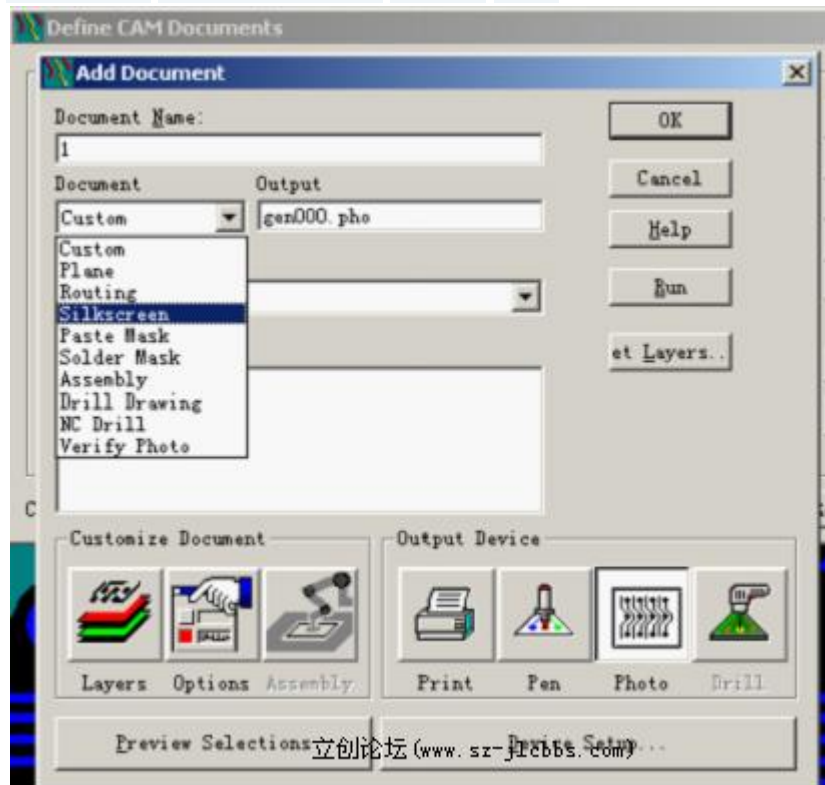 Define CAM Documents
Add Document
Document Name:
OK
1
Document Output
Cancel
Custom gen000.pho
Help
Custom
Plane
Routing
Run
Silkscreen
Paste Mask
Solder Mask
et Layers..
Assembly
Drill Drawing
NC Drill
Verify Photo
Customize Document Output Device
Layers Options Assembly Print Pen Photo Drill
Preview Selections Device Setup...
立创论坛(www.sz-jlcbbs.com)